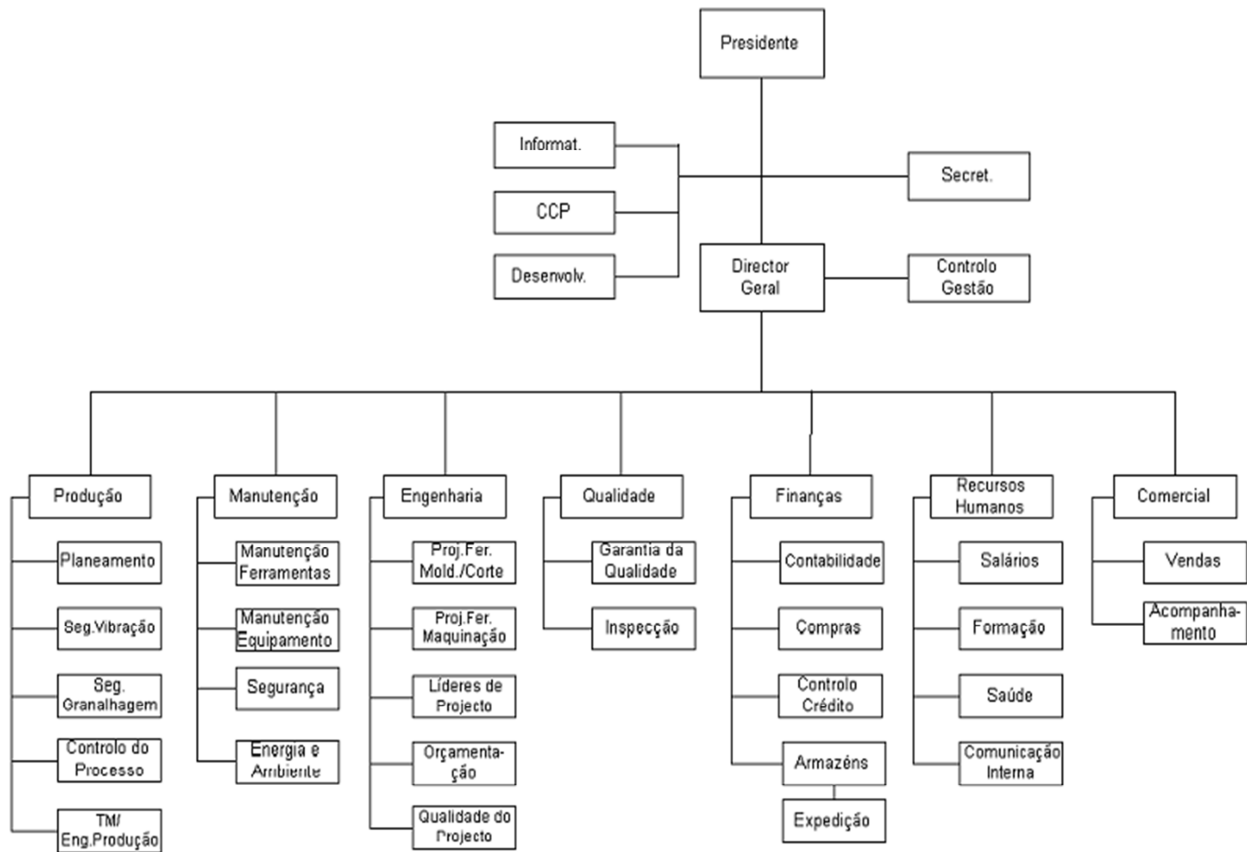 Presidente
Informat.
Secret.
CCP
Desenvolv.
Director
Geral
Controlo
Gestão
Produção
Planeamento
Seg.Vibração
Seg.
Granalhagem
Controlo do
Processo
TM/
Eng.Produção
Manutenção
Manutenção
Ferramentas
Manutenção
Equipamento
Segurança
Energia e
Ambiente
Engenharia
Proj.Fer.
Mold./Corte
Proj.Fer.
Maquinação
Líderes de
Projecto
Orçamenta-
ção
Qualidade do
Projecto
Qualidade
Garantia da
Qualidade
Inspecção
Finanças
Contabilidade
Compras
Controlo
Crédito
Armazéns
Expedição
Recursos
Humanos
Salários
Formação
Saúde
Comunicação
Interna
Comercial
Vendas
Acompanha-
mento